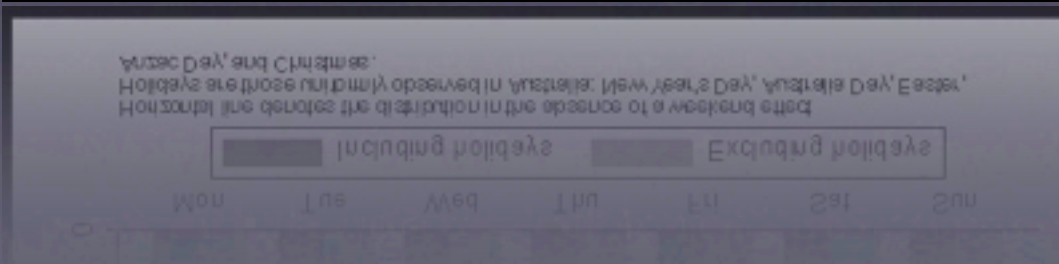 0
Mon Tue Wed Thu Fri Sat Sun
Including holidays Excluding holidays
Horizontal line denotes the distribution in the absence of a weekend effect
Holidays are those uniformly observed in Australia: New Year's Day, Australia Day, Easter,
Anzac Day, and Christmas.